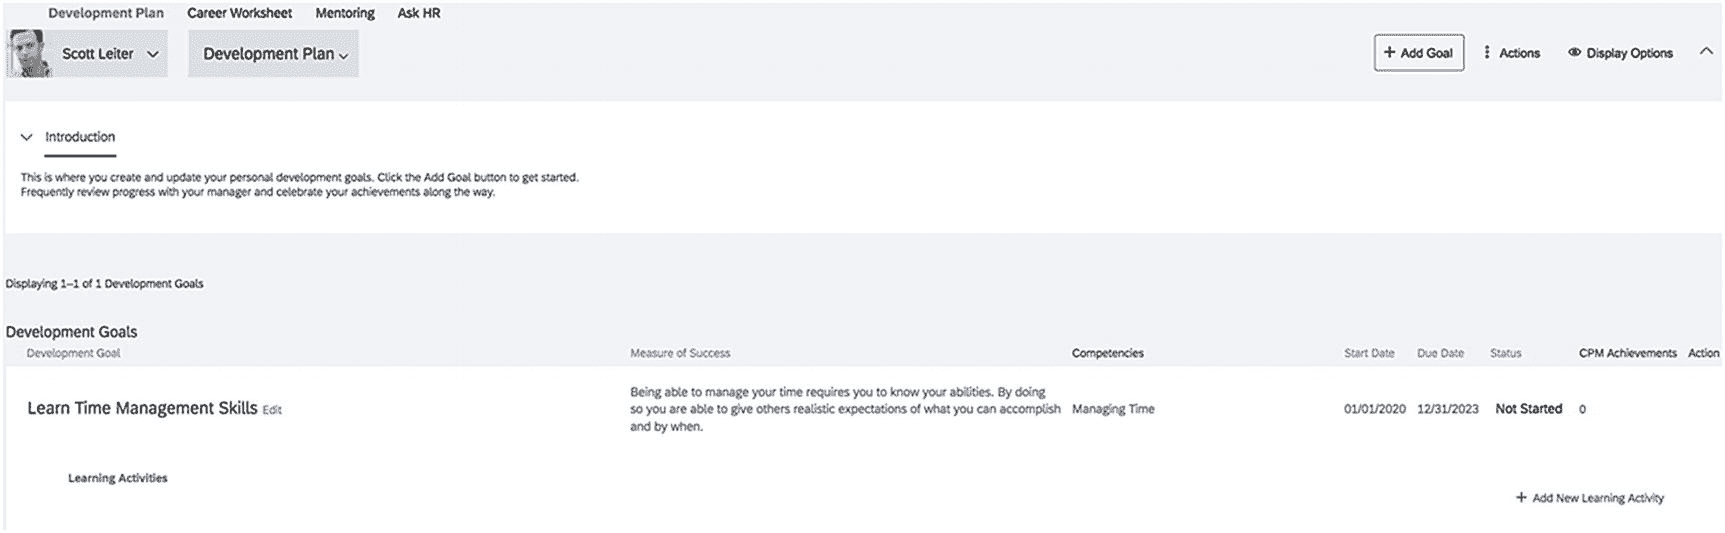 Development Plan Career Worksheet Mentoring Ask HR
Scott Leiter Development Plan + Add Goal Actions Display Options
Introduction
This is where you create and update your personal development goals. Click the Add Goal button to get started.
Frequently review progress with your manager and celebrate your achievements along the way.
Displaying 1–1 of 1 Development Goals
Development Goals
Development Goal Measure of Success Competencies Start Date Due Date Status CPM Achievements Action
Being able to manage your time requires you to know your abilities. By doing
Learn Time Management Skills Edit so you are able to give others realistic expectations of what you can accomplish Managing Time 01/01/2020 12/31/2023 Not Started 0
and by when.
Learning Activities
+ Add New Learning Activity